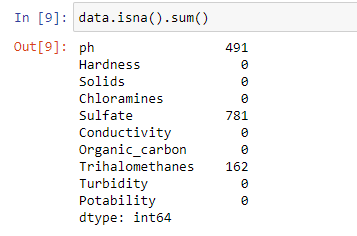 In [9]: data.isna().sum()
Out[9]: ph 491
Hardness 0
Solids 0
Chloramines 0
Sulfate 781
Conductivity 0
Organic_carbon 0
Trihalomethanes 162
Turbidity 0
Potability 0
dtype: int64